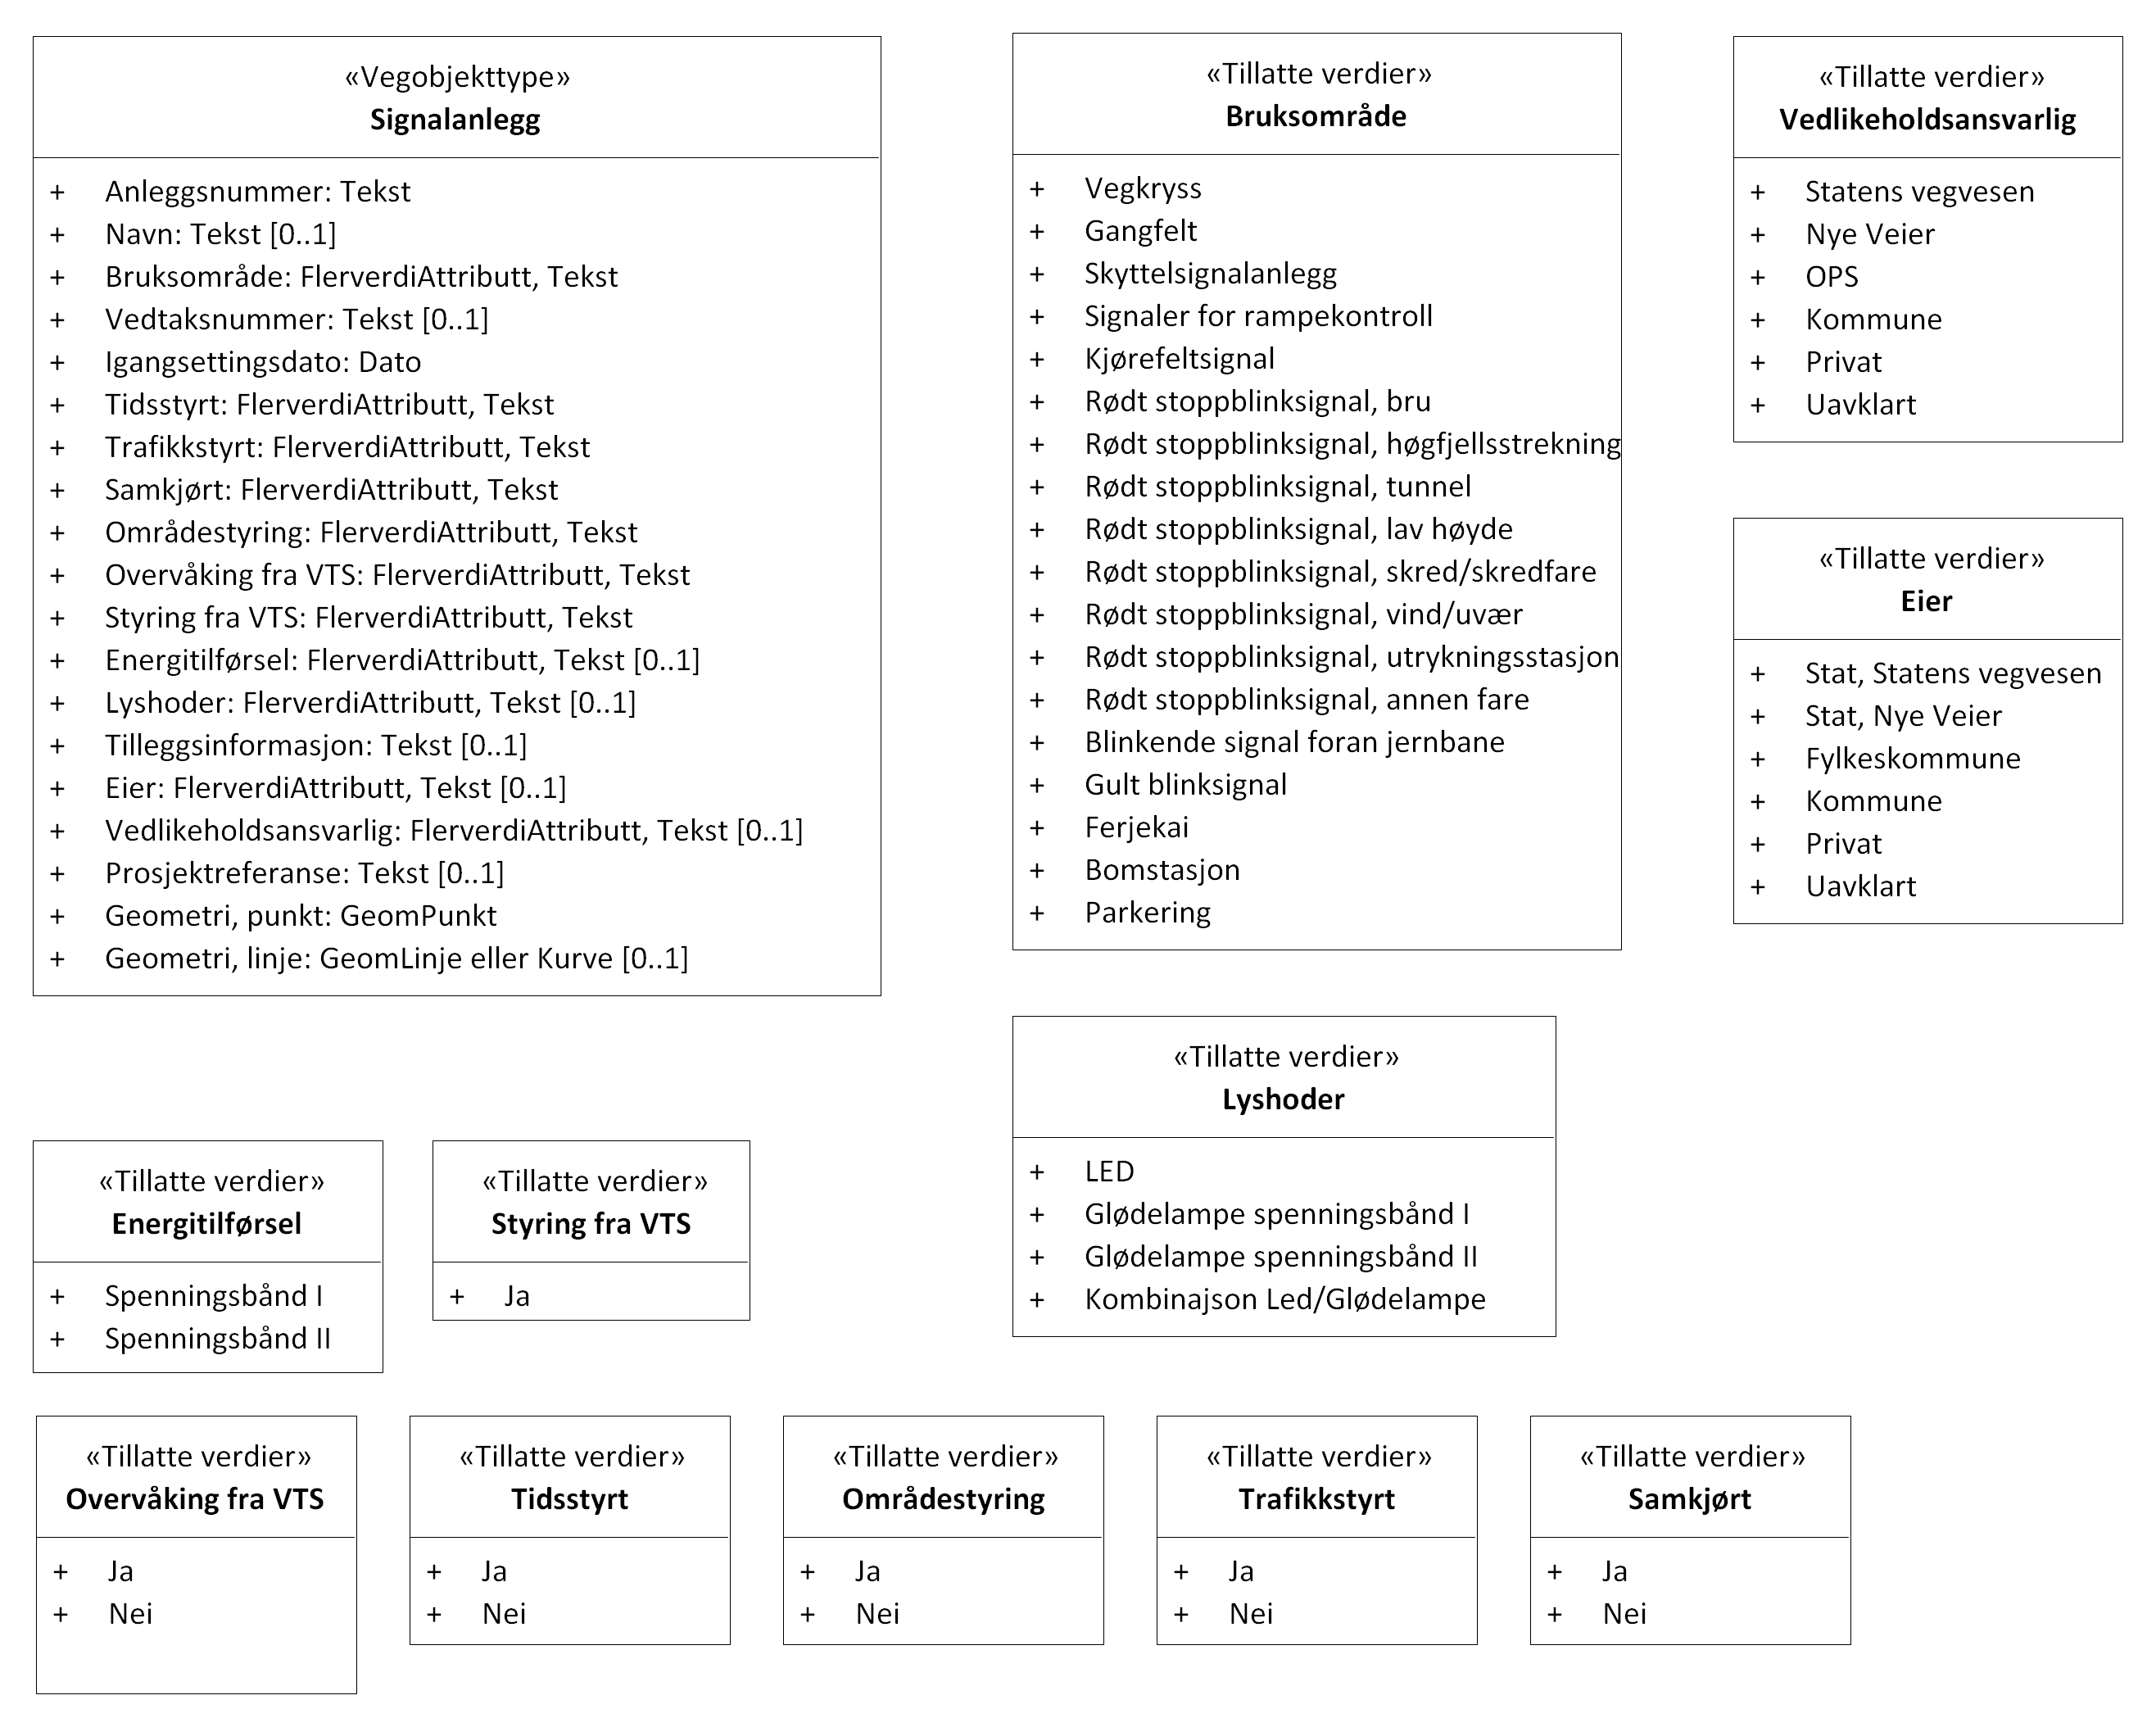 «Vegobjekttype»
Signalanlegg
+ Anleggsnummer: Tekst
+ Navn: Tekst [0..1]
+ Bruksområde: FlerverdiAttributt, Tekst
+ Vedtaksnummer: Tekst [0..1]
+ Igangsettingsdato: Dato
+ Tidsstyrt: FlerverdiAttributt, Tekst
+ Trafikkstyrt: FlerverdiAttributt, Tekst
+ Samkjørt: FlerverdiAttributt, Tekst
+ Områdestyring: FlerverdiAttributt, Tekst
+ Overvåking fra VTS: FlerverdiAttributt, Tekst
+ Styring fra VTS: FlerverdiAttributt, Tekst
+ Energitilførsel: FlerverdiAttributt, Tekst [0..1]
+ Lyshoder: FlerverdiAttributt, Tekst [0..1]
+ Tilleggsinformasjon: Tekst [0..1]
+ Eier: FlerverdiAttributt, Tekst [0..1]
+ Vedlikeholdsansvarlig: FlerverdiAttributt, Tekst [0..1]
+ Prosjektreferanse: Tekst [0..1]
+ Geometri, punkt: GeomPunkt
+ Geometri, linje: GeomLinje eller Kurve [0..1]
«Tillatte verdier»
Bruksområde
+ Vegkryss
+ Gangfelt
+ Skyttelsignalanlegg
+ Signaler for rampekontroll
+ Kjørefeltsignal
+ Rødt stoppblinksignal, bru
+ Rødt stoppblinksignal, høgfjellsstrekning
+ Rødt stoppblinksignal, tunnel
+ Rødt stoppblinksignal, lav høyde
+ Rødt stoppblinksignal, skred/skredfare
+ Rødt stoppblinksignal, vind/uvær
+ Rødt stoppblinksignal, utrykningsstasjon
+ Rødt stoppblinksignal, annen fare
+ Blinkende signal foran jernbane
+ Gult blinksignal
+ Ferjekai
+ Bomstasjon
+ Parkering
«Tillatte verdier»
Vedlikeholdsansvarlig
+ Statens vegvesen
+ Nye Veier
+ OPS
+ Kommune
+ Privat
+ Uavklart
«Tillatte verdier»
Eier
+ Stat, Statens vegvesen
+ Stat, Nye Veier
+ Fylkeskommune
+ Kommune
+ Privat
+ Uavklart
«Tillatte verdier»
Lyshoder
+ LED
+ Glødelampe spenningsbånd I
+ Glødelampe spenningsbånd II
+ Kombinajson Led/Glødelampe
«Tillatte verdier»
Energitilførsel
+ Spenningsbånd I
+ Spenningsbånd II
«Tillatte verdier»
Styring fra VTS
+ Ja
«Tillatte verdier»
Overvåking fra VTS
+ Ja
+ Nei
«Tillatte verdier»
Tidsstyrt
+ Ja
+ Nei
«Tillatte verdier»
Områdestyring
+ Ja
+ Nei
«Tillatte verdier»
Trafikkstyrt
+ Ja
+ Nei
«Tillatte verdier»
Samkjørt
+ Ja
+ Nei